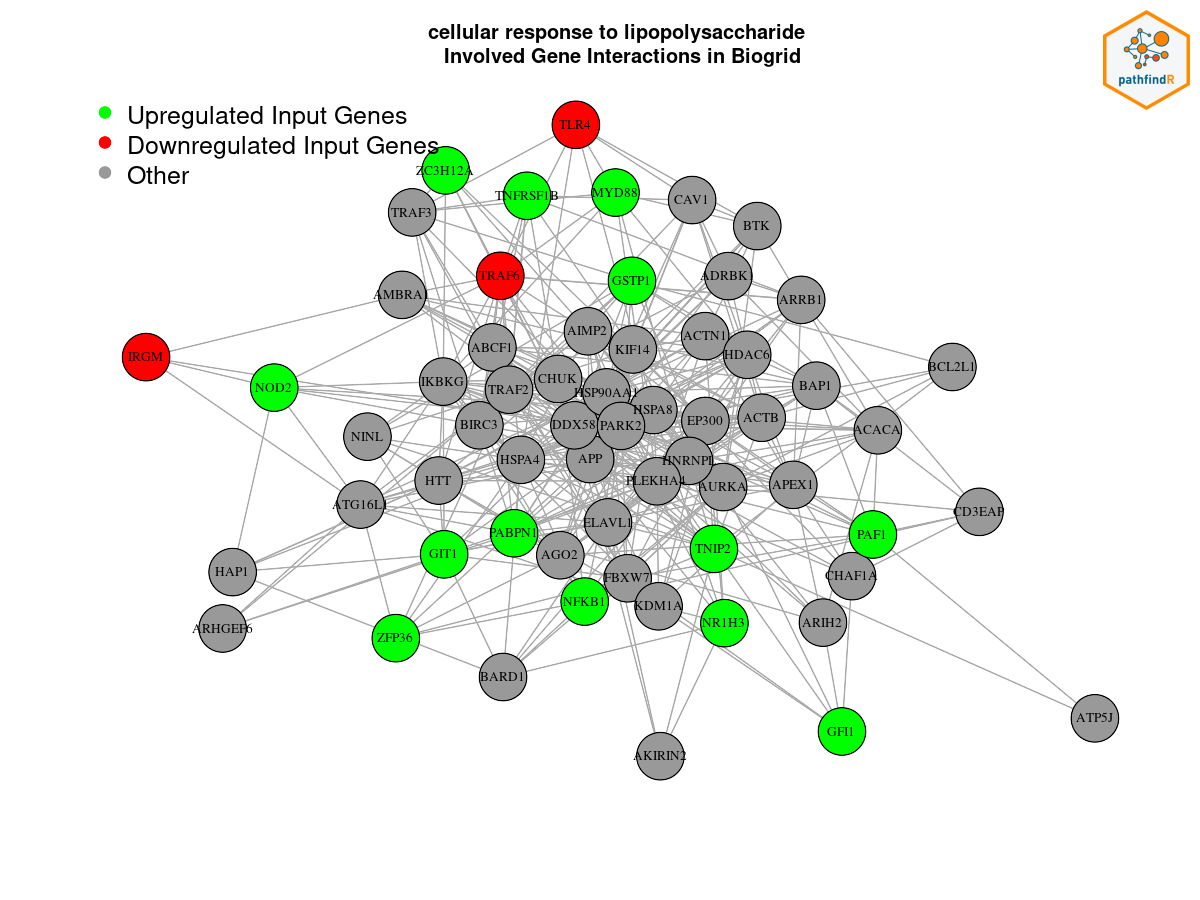 cellular response to lipopolysaccharide
Involved Gene Interactions in Biogrid
pathfindR
Upregulated Input Genes
Downregulated Input Genes
Other
TLR4
ZC3H12A
TNFRSF1B
MYD88
CAV1
TRAF3
BTK
TRAF6
GSTP1
ADRBK1
AMBRA1
ARRB1
AIMP2
ACTN1
ABCF1
KIF14
HDAC6
IRGM
BCL2L1
NOD2
IKBKG
CHUK
TRAF2
HSP90AA1
BAP1
HSPA8
BIRC3
DDX58
PARK2
EP300
ACTB
ACACA
NINL
HSPA4
APP
HNRNPL
HTT
PLEKHA4
AURKA
APEX1
ATG16L1
CD3EAP
ELAVL1
PABPN1
PAF1
GIT1
AGO2
TNIP2
HAP1
FBXW7
CHAF1A
NFKB1
KDM1A
ARHGEF6
NR1H3
ARIH2
ZFP36
BARD1
ATP5J
GFI1
AKIRIN2